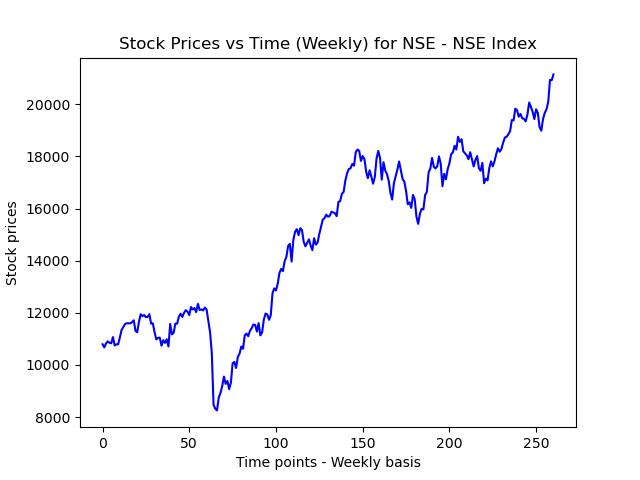 Stock Prices vs Time (Weekly) for NSE - NSE Index
Stock prices
20000
18000
16000
14000
12000
10000
8000
0 50 100 150 200 250
Time points - Weekly basis